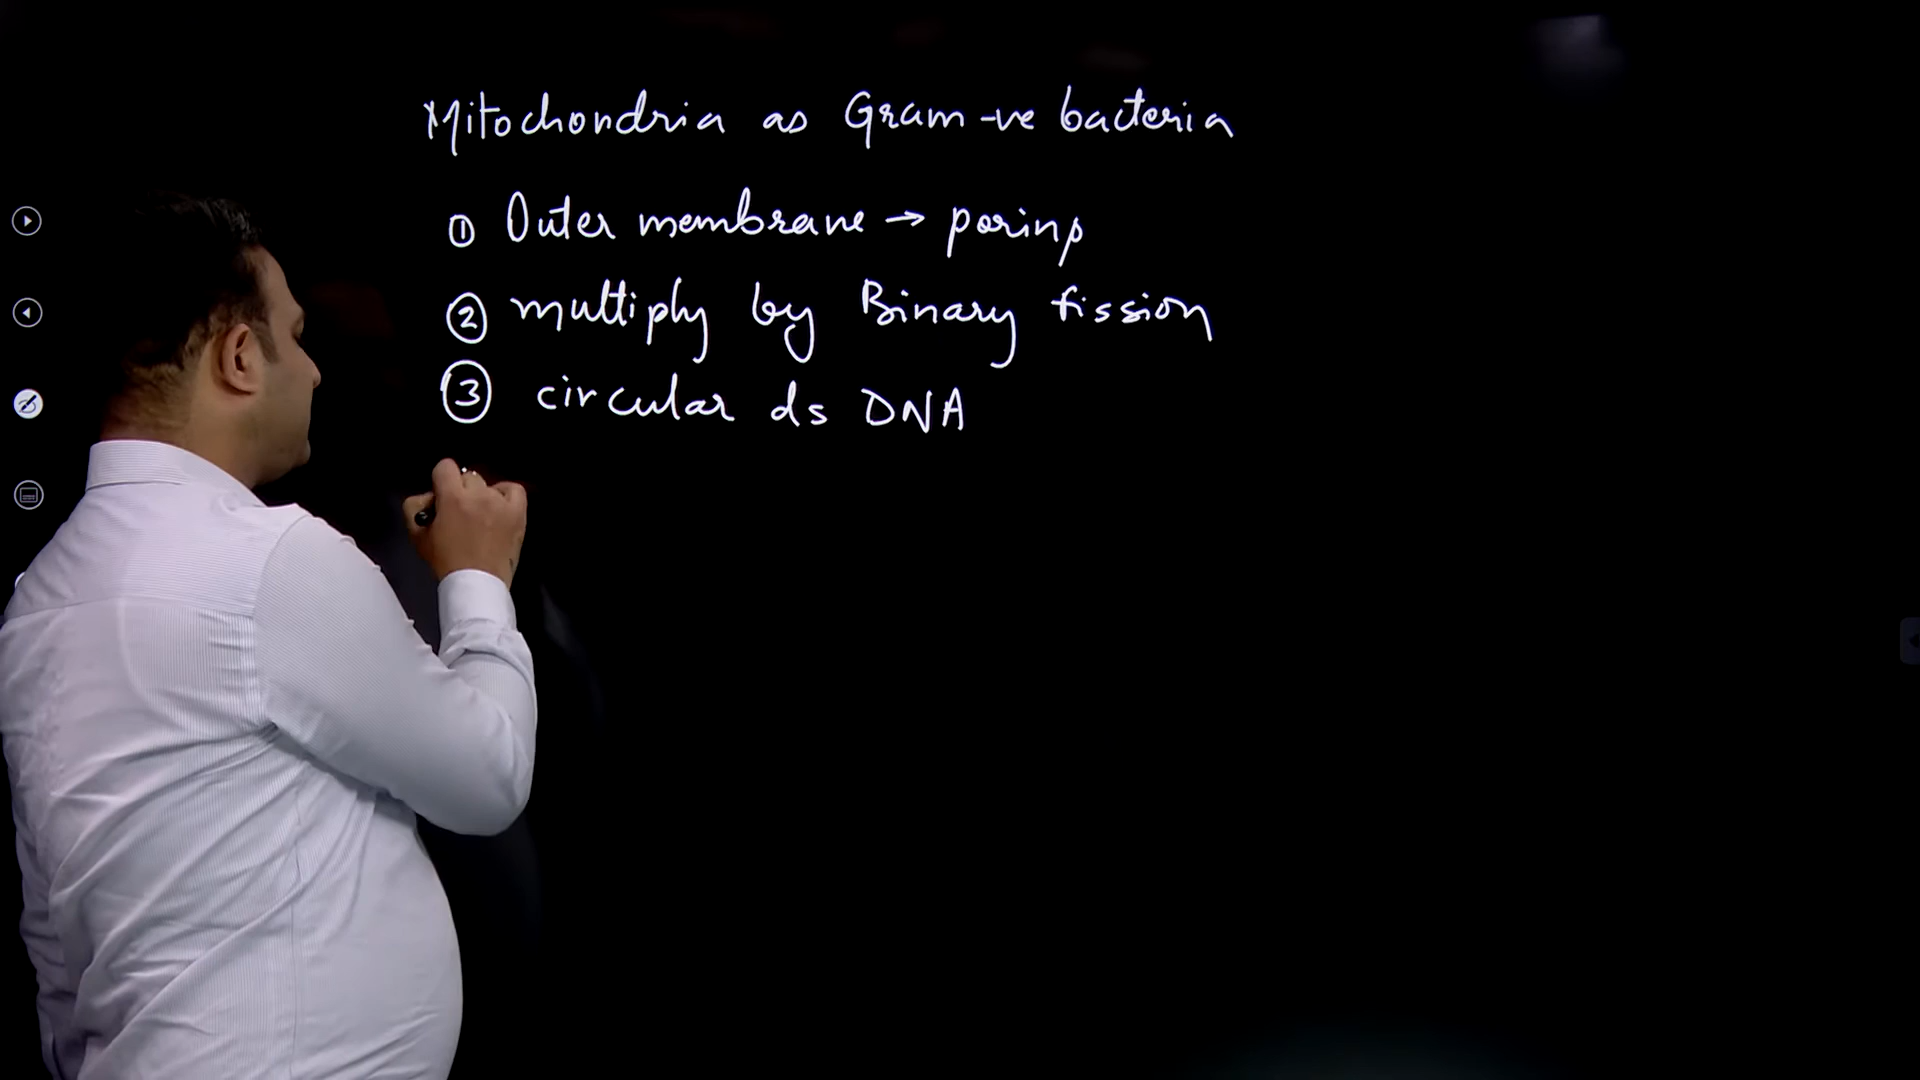 Mitochondria as Gram -ve bacteria
① Outer membrane → porins
② multiply by Binary fission
③ circular ds DNA